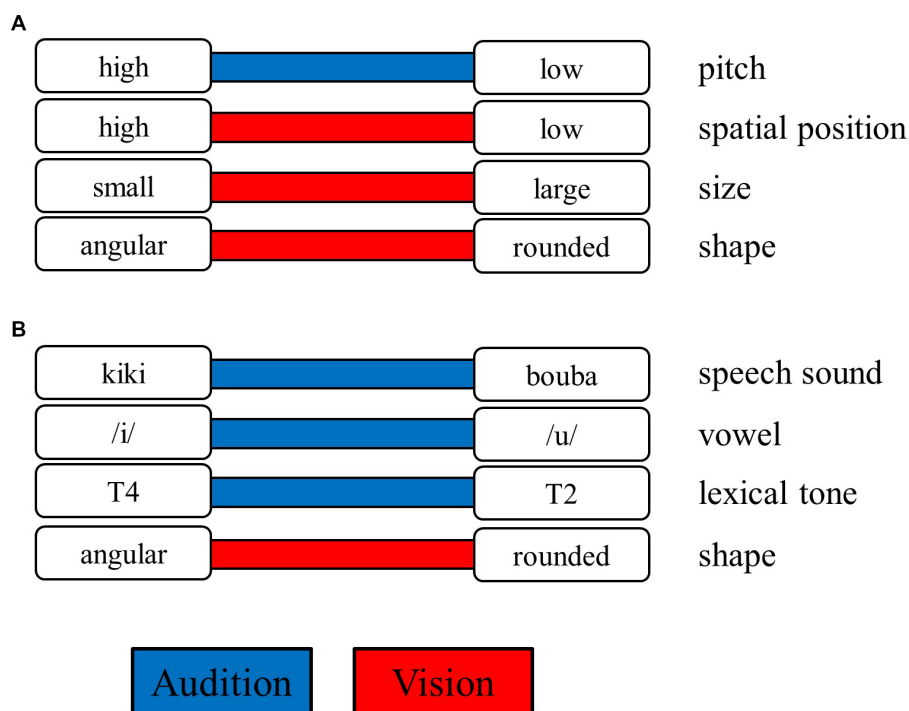 A
high low pitch
high low spatial position
small large size
angular rounded shape
B
kiki bouba speech sound
/i/ /u/ vowel
T4 T2 lexical tone
angular rounded shape
Audition Vision